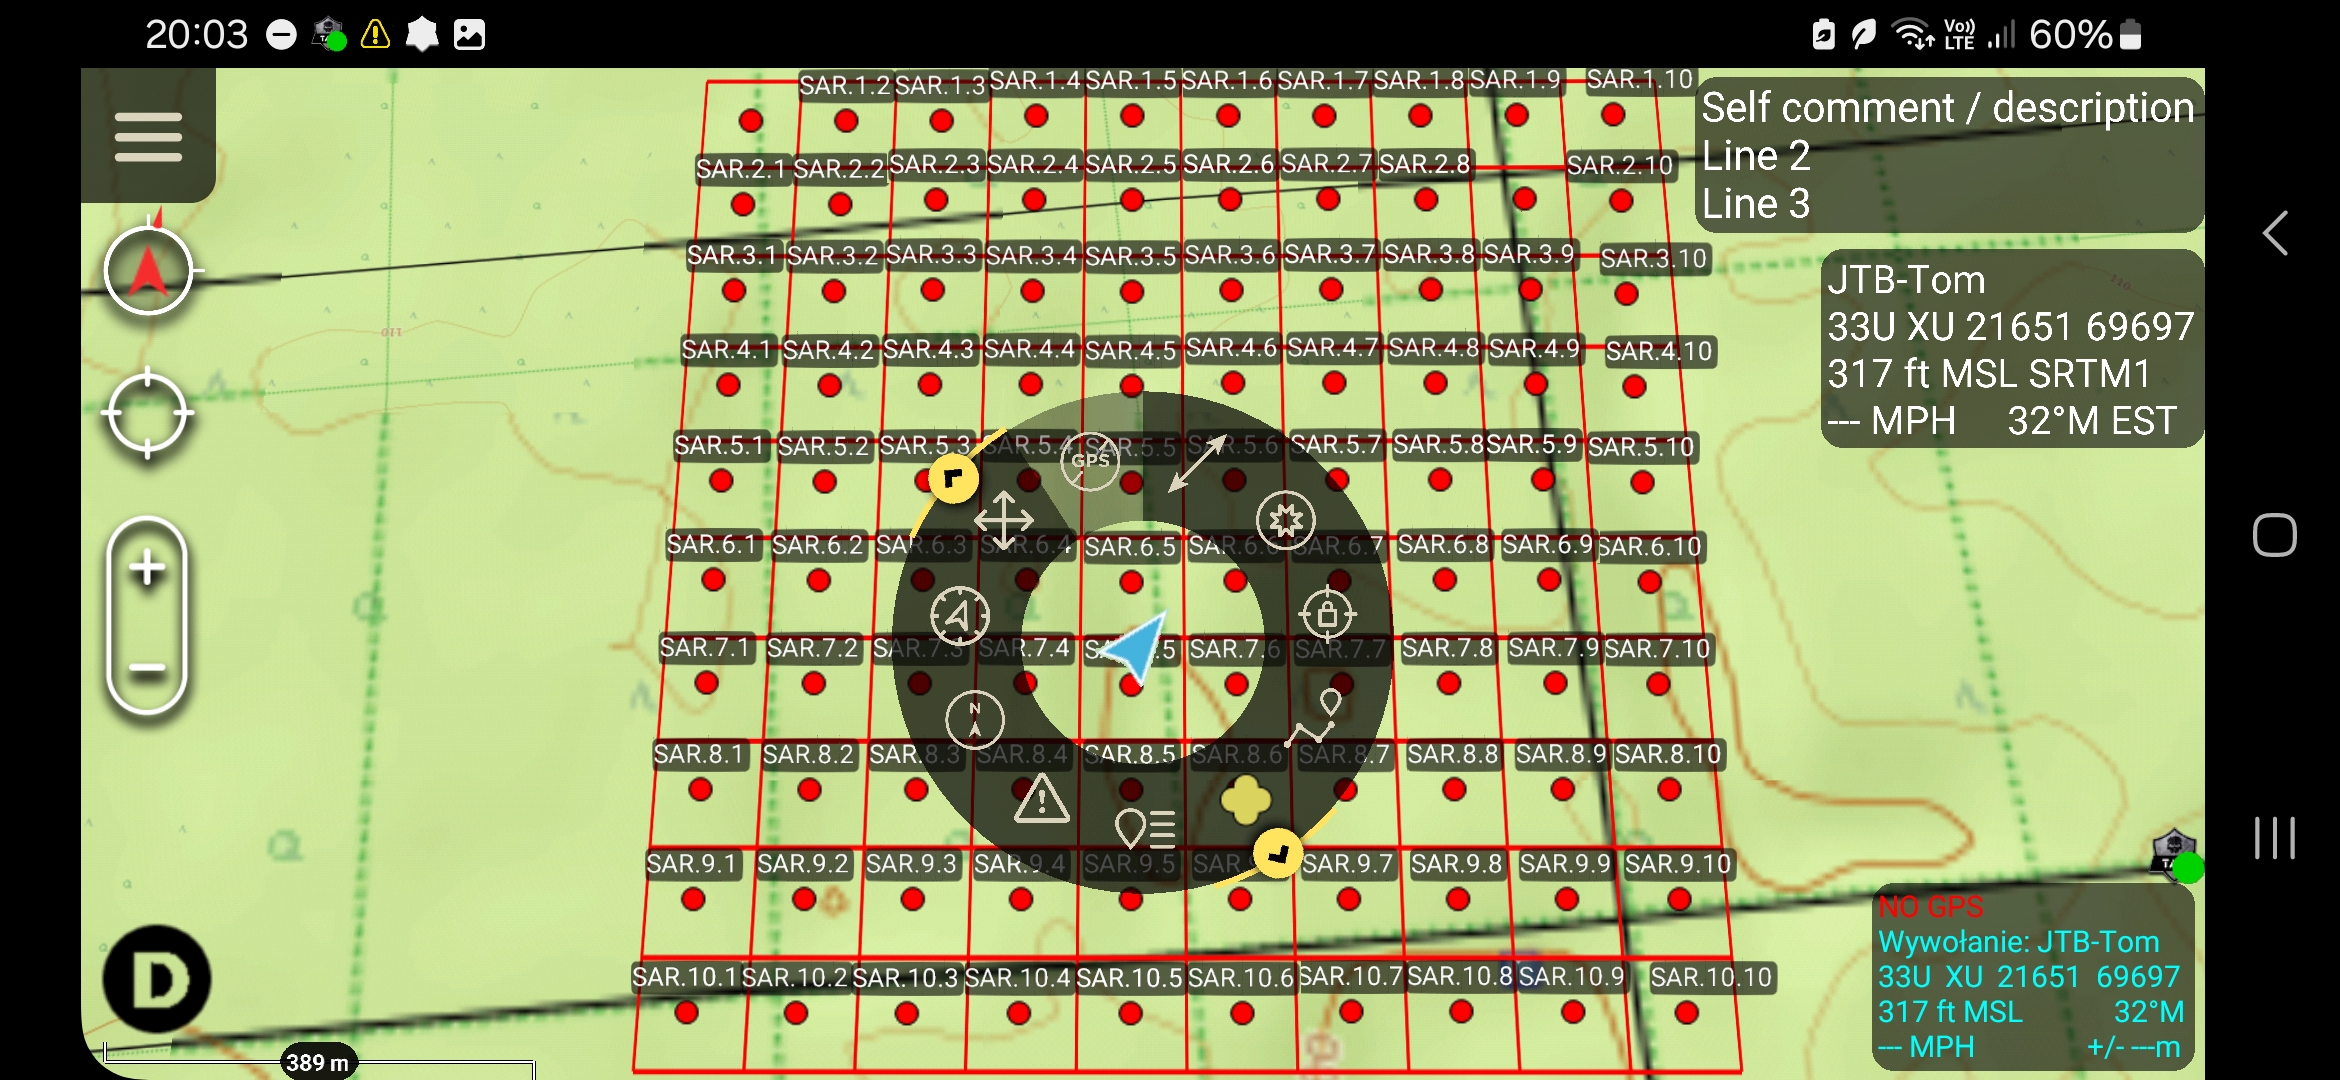 20:03
Vo)) LTE
60%
SAR.1.2 SAR.1.3 SAR.1.4 SAR.1.5 SAR.1.6 SAR.1.7 SAR.1.8 SAR.1.9 SAR.1.10
Self comment / description
Line 2
Line 3
SAR.2.1 SAR.2.2 SAR.2.3 SAR.2.4 SAR.2.5 SAR.2.6 SAR.2.7 SAR.2.8 SAR.2.10
SAR.3.1 SAR.3.2 SAR.3.3 SAR.3.4 SAR.3.5 SAR.3.6 SAR.3.7 SAR.3.8 SAR.3.9 SAR.3.10
JTB-Tom
33U XU 21651 69697
317 ft MSL SRTM1
--- MPH 32°M EST
110
110
SAR.4.1 SAR.4.2 SAR.4.3 SAR.4.4 SAR.4.5 SAR.4.6 SAR.4.7 SAR.4.8 SAR.4.9 SAR.4.10
SAR.5.1 SAR.5.2 SAR.5.3 SAR.5.4 SAR.5.5 SAR.5.6 SAR.5.7 SAR.5.8 SAR.5.9 SAR.5.10
GPS
SAR.6.1 SAR.6.2 SAR.6.3 SAR.6.4 SAR.6.5 SAR.6.6 SAR.6.7 SAR.6.8 SAR.6.9 SAR.6.10
SAR.7.1 SAR.7.2 SAR.7.3 SAR.7.4 SAR.7.6 SAR.7.7 SAR.7.8 SAR.7.9 SAR.7.10
N
SAR.8.1 SAR.8.2 SAR.8.3 SAR.8.4 SAR.8.5 SAR.8.6 SAR.8.7 SAR.8.8 SAR.8.9 SAR.8.10
SAR.9.1 SAR.9.2 SAR.9.3 SAR.9.4 SAR.9.5 SAR.9.7 SAR.9.8 SAR.9.9 SAR.9.10
SAR.10.1 SAR.10.2 SAR.10.3 SAR.10.4 SAR.10.5 SAR.10.6 SAR.10.7 SAR.10.8 SAR.10.9 SAR.10.10
D
389 m
NO GPS
Wywołanie: JTB-Tom
33U XU 21651 69697
317 ft MSL 32°M
--- MPH +/- ---m